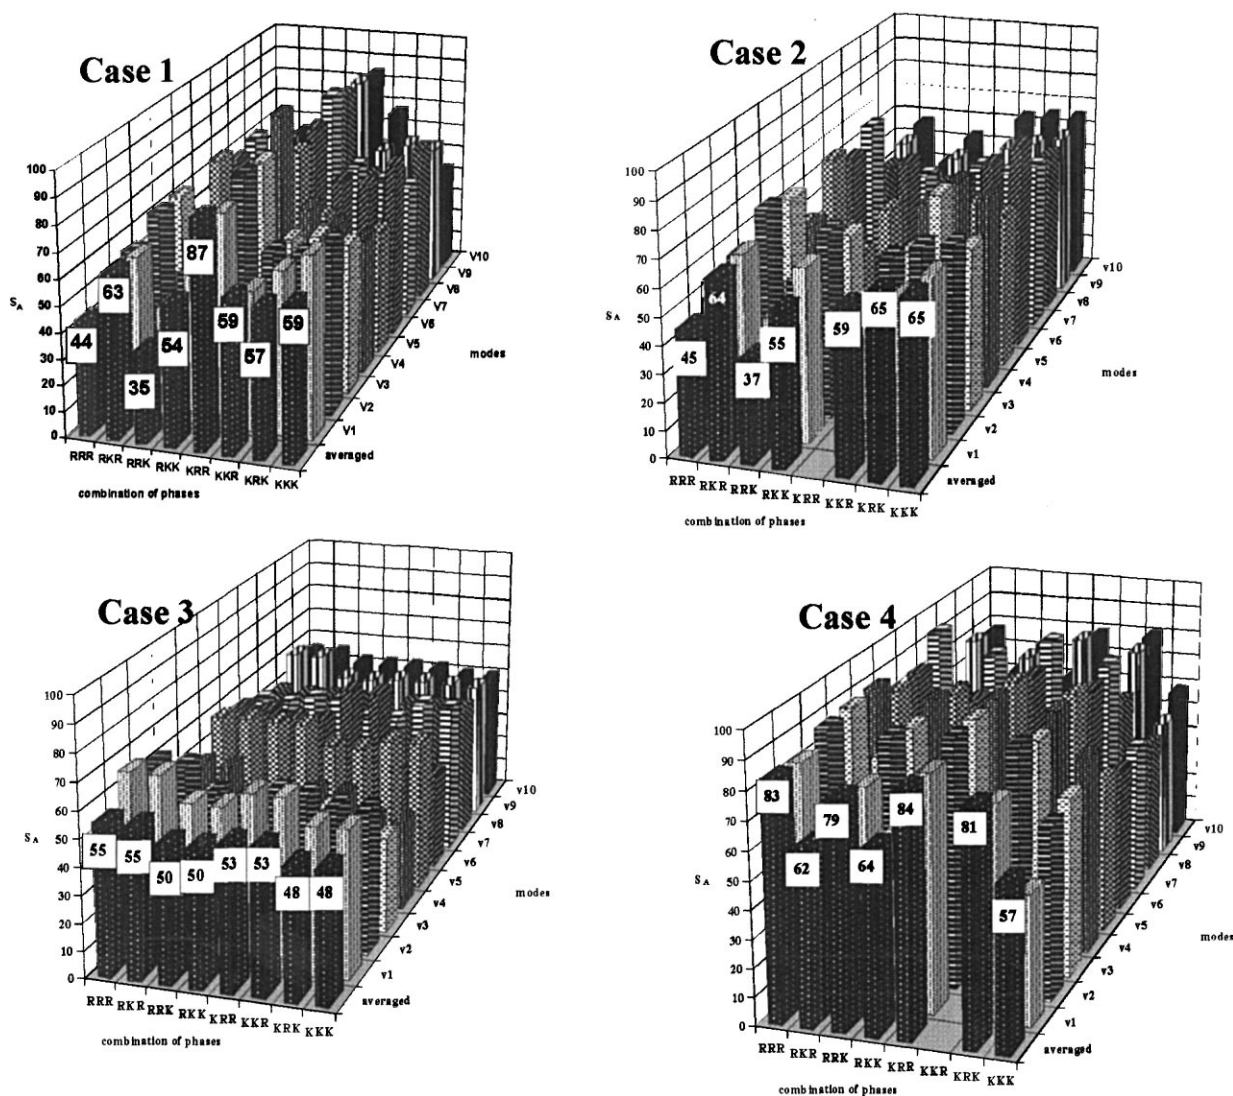 Case 1
100
90
80
70
60
50
40
30
20
10
0
SA
44
63
35
54
87
59
57
59
RRR
RKR
RRK
RKK
KRR
KKR
KRK
KKK
combination of phases
averaged
V1
V2
V3
V4
V5
V6
V7
V8
V9
V10
modes
Case 2
100
90
80
70
60
50
40
30
20
10
0
SA
45
64
37
55
59
65
65
RRR
RKR
RRK
RKK
KRR
KKR
KRK
KKK
combination of phases
averaged
v1
v2
v3
v4
v5
v6
v7
v8
v9
v10
modes
Case 3
100
90
80
70
60
50
40
30
20
10
0
SA
55
55
50
50
53
53
48
48
RRR
RKR
RRK
RKK
KRR
KKR
KRK
KKK
combination of phases
averaged
v1
v2
v3
v4
v5
v6
v7
v8
v9
v10
modes
Case 4
100
90
80
70
60
50
40
30
20
10
0
SA
83
62
79
64
84
81
57
RRR
RKR
RRK
RKK
KRR
KKR
KRK
KKK
combination of phases
averaged
v1
v2
v3
v4
v5
v6
v7
v8
v9
v10
modes